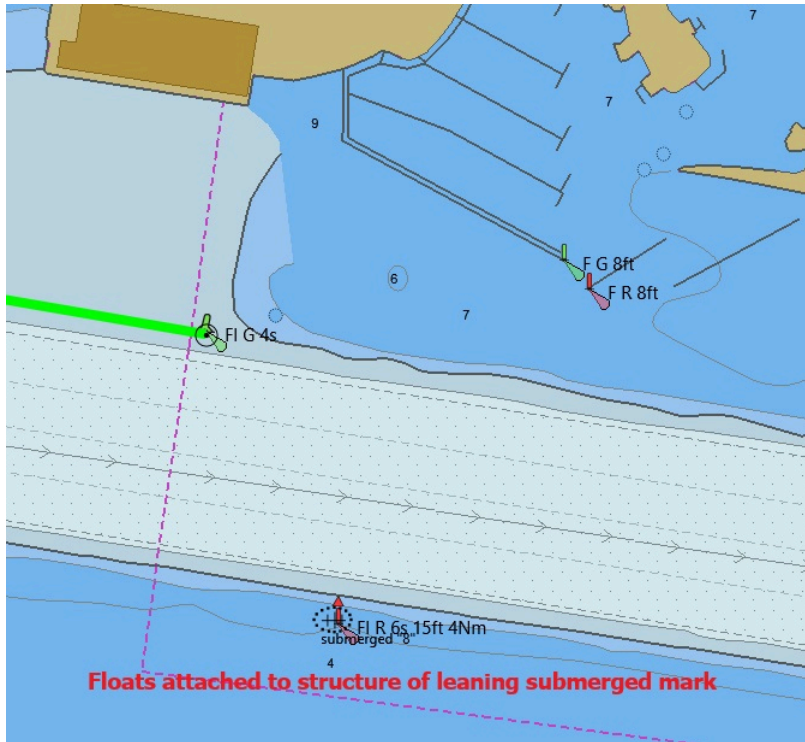 7
7
9
F G 8ft
F R 8ft
6
7
Fl G 4s
Fl R 6s 15ft 4Nm
submerged "8"
4
Floats attached to structure of leaning submerged mark